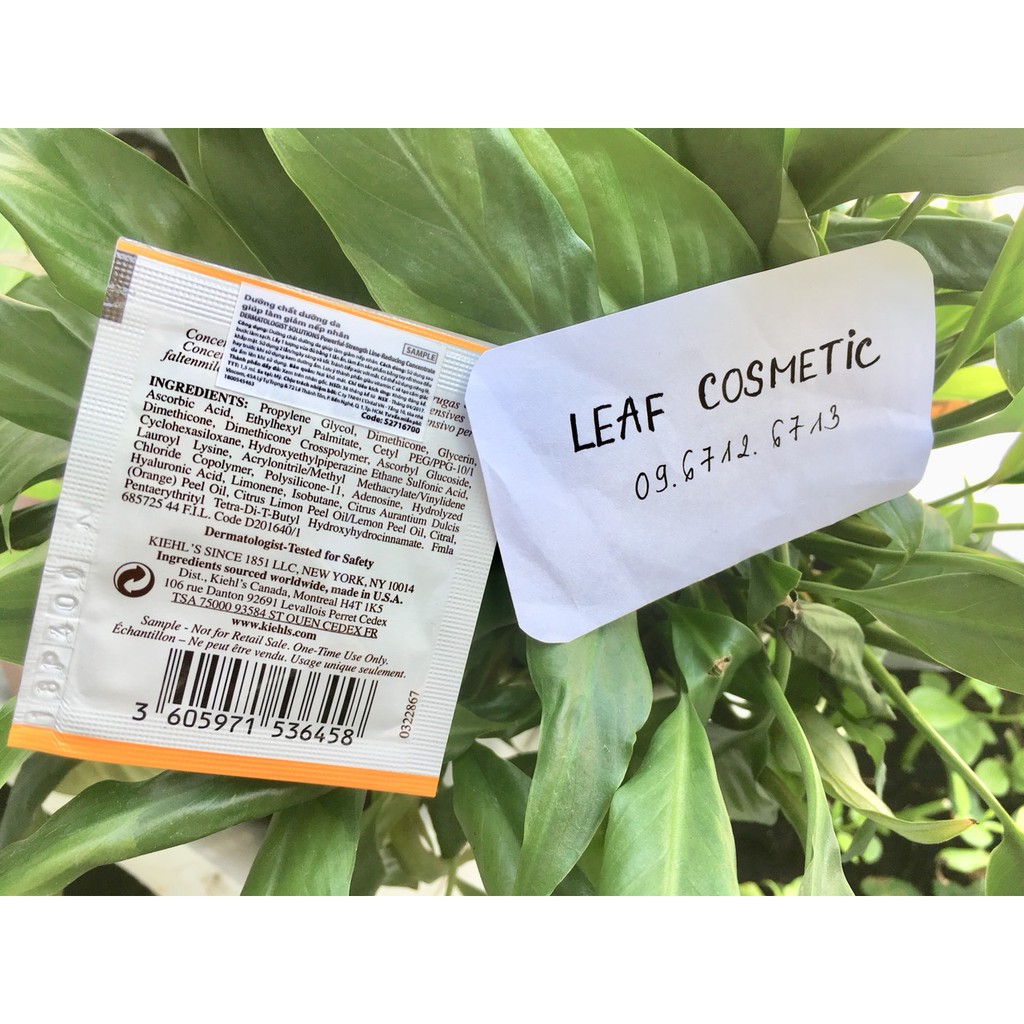 Dưỡng chất dưỡng da
giúp làm giảm nếp nhăn
DERMATOLOGIST SOLUTIONS Powerful-Strength Line-Reducing Concentrate
SAMPLE
Code: S2716700
INGREDIENTS: Propylene Glycol, Dimethicone, Glycerin,
Ascorbic Acid, Ethylhexyl Palmitate, Cetyl PEG/PPG-10/1
Dimethicone, Dimethicone Crosspolymer, Ascorbyl Glucoside,
Cyclohexasiloxane, Hydroxyethylpiperazine Ethane Sulfonic Acid,
Lauroyl Lysine, Acrylonitrile/Methyl Methacrylate/Vinylidene
Chloride Copolymer, Polysilicone-11, Adenosine, Hydrolyzed
Hyaluronic Acid, Limonene, Isobutane, Citrus Aurantium Dulcis
(Orange) Peel Oil, Citrus Limon Peel Oil/Lemon Peel Oil, Citral,
Pentaerythrityl Tetra-Di-T-Butyl Hydroxyhydrocinnamate. Fmla
685725 44 F.I.L. Code D201640/1
Dermatologist-Tested for Safety
KIEHL'S SINCE 1851 LLC, NEW YORK, NY 10014
Ingredients sourced worldwide, made in U.S.A.
Dist., Kiehl's Canada, Montreal H4T 1K5
106 rue Danton 92691 Levallois Perret Cedex
TSA 75000 93584 ST OUEN CEDEX FR
www.kiehls.com
Sample - Not for Retail Sale. One-Time Use Only.
Échantillon – Ne peut être vendu. Usage unique seulement.
3 605971 536458
0322867
LEAF COSMETIC
09.6712.6713